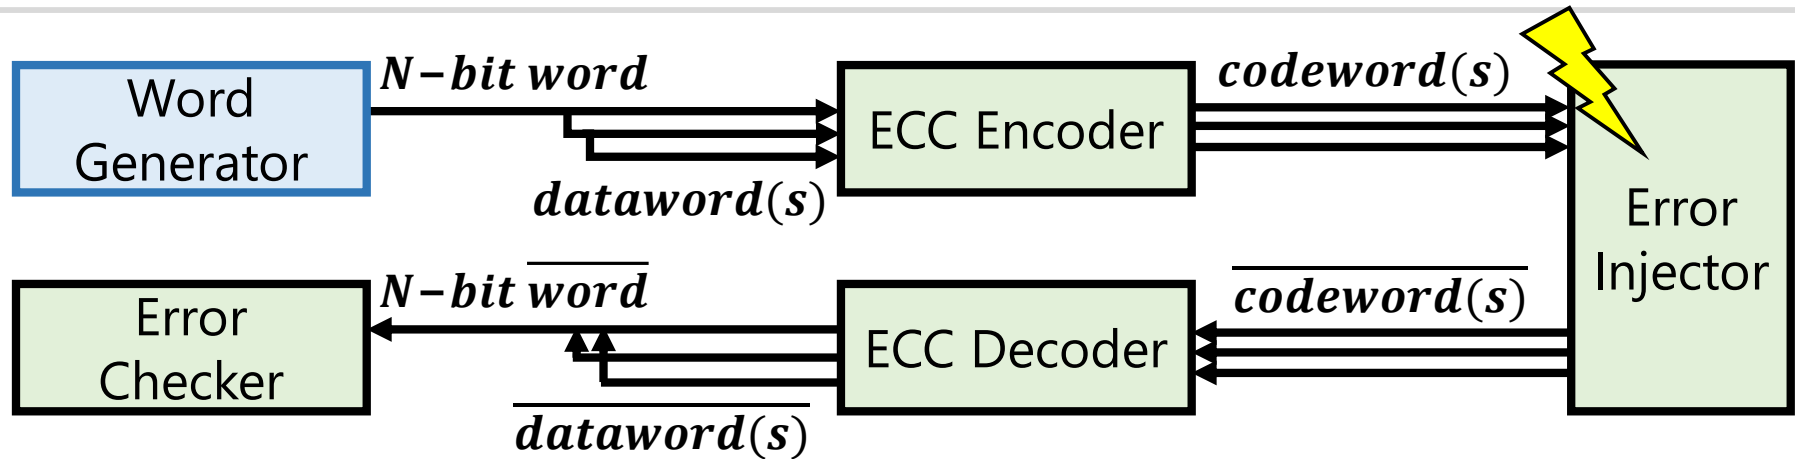 N-bit word
codeword(s)
Word
Generator
ECC Encoder
dataword(s)
Error
Injector
N-bit word
codeword(s)
Error
Checker
ECC Decoder
dataword(s)